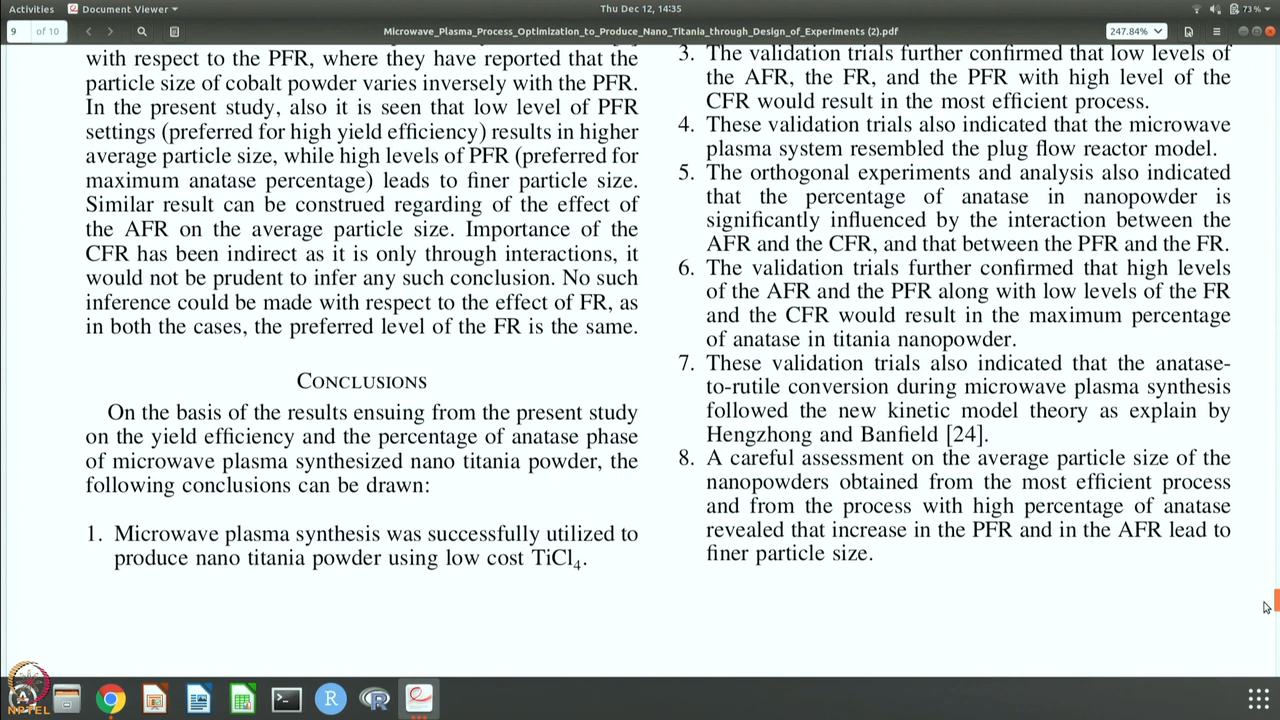 Activities
Document Viewer
Thu Dec 12, 14:35
73%
9
of 10
Microwave_Plasma_Process_Optimization_to_Produce_Nano_Titania_through_Design_of_Experiments (2).pdf
247.84%
with respect to the PFR, where they have reported that the
particle size of cobalt powder varies inversely with the PFR.
In the present study, also it is seen that low level of PFR
settings (preferred for high yield efficiency) results in higher
average particle size, while high levels of PFR (preferred for
maximum anatase percentage) leads to finer particle size.
Similar result can be construed regarding of the effect of
the AFR on the average particle size. Importance of the
CFR has been indirect as it is only through interactions, it
would not be prudent to infer any such conclusion. No such
inference could be made with respect to the effect of FR, as
in both the cases, the preferred level of the FR is the same.
CONCLUSIONS
On the basis of the results ensuing from the present study
on the yield efficiency and the percentage of anatase phase
of microwave plasma synthesized nano titania powder, the
following conclusions can be drawn:
1. Microwave plasma synthesis was successfully utilized to
produce nano titania powder using low cost TiCl₄.
3. The validation trials further confirmed that low levels of
the AFR, the FR, and the PFR with high level of the
CFR would result in the most efficient process.
4. These validation trials also indicated that the microwave
plasma system resembled the plug flow reactor model.
5. The orthogonal experiments and analysis also indicated
that the percentage of anatase in nanopowder is
significantly influenced by the interaction between the
AFR and the CFR, and that between the PFR and the FR.
6. The validation trials further confirmed that high levels
of the AFR and the PFR along with low levels of the FR
and the CFR would result in the maximum percentage
of anatase in titania nanopowder.
7. These validation trials also indicated that the anatase-
to-rutile conversion during microwave plasma synthesis
followed the new kinetic model theory as explain by
Hengzhong and Banfield [24].
8. A careful assessment on the average particle size of the
nanopowders obtained from the most efficient process
and from the process with high percentage of anatase
revealed that increase in the PFR and in the AFR lead to
finer particle size.
NPTEL
R
R